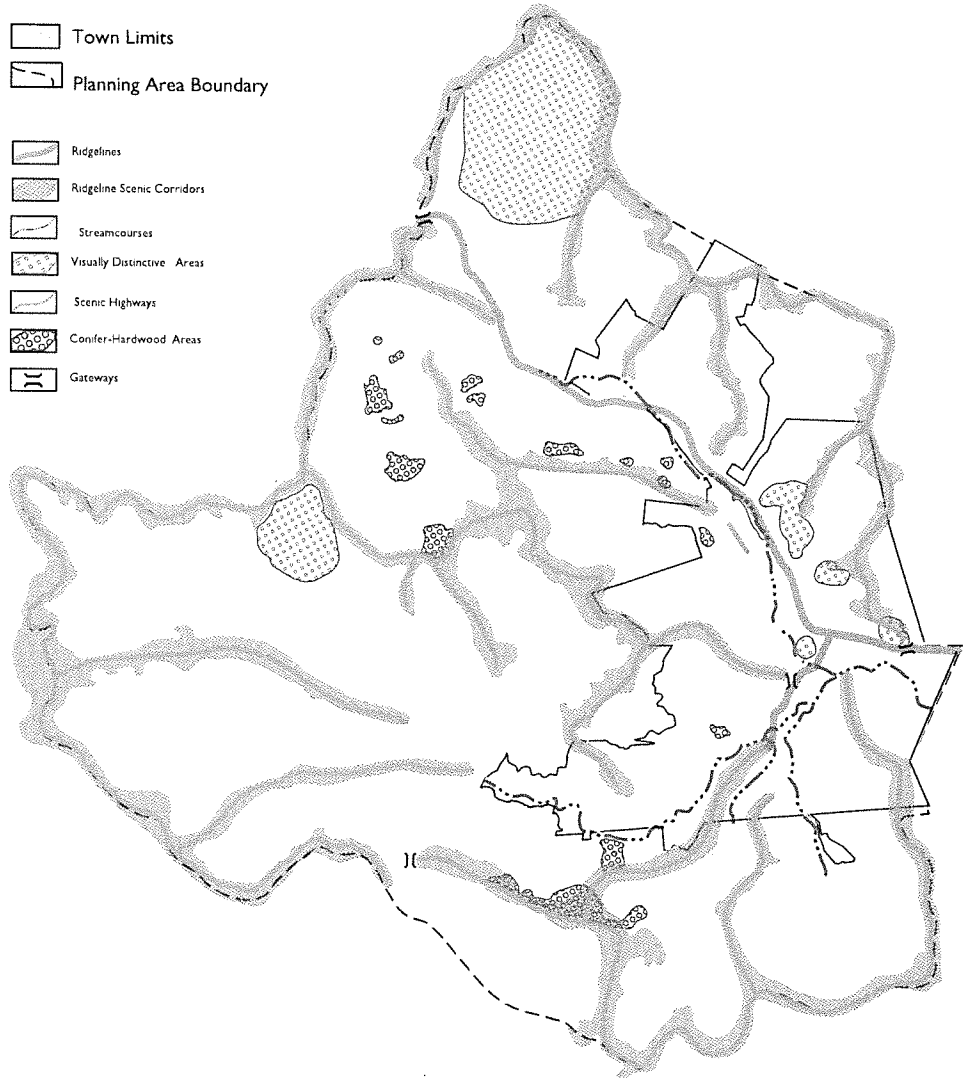 Town Limits
Planning Area Boundary
Ridgelines
Ridgeline Scenic Corridors
Streamcourses
Visually Distinctive Areas
Scenic Highways
Conifer-Hardwood Areas
Gateways